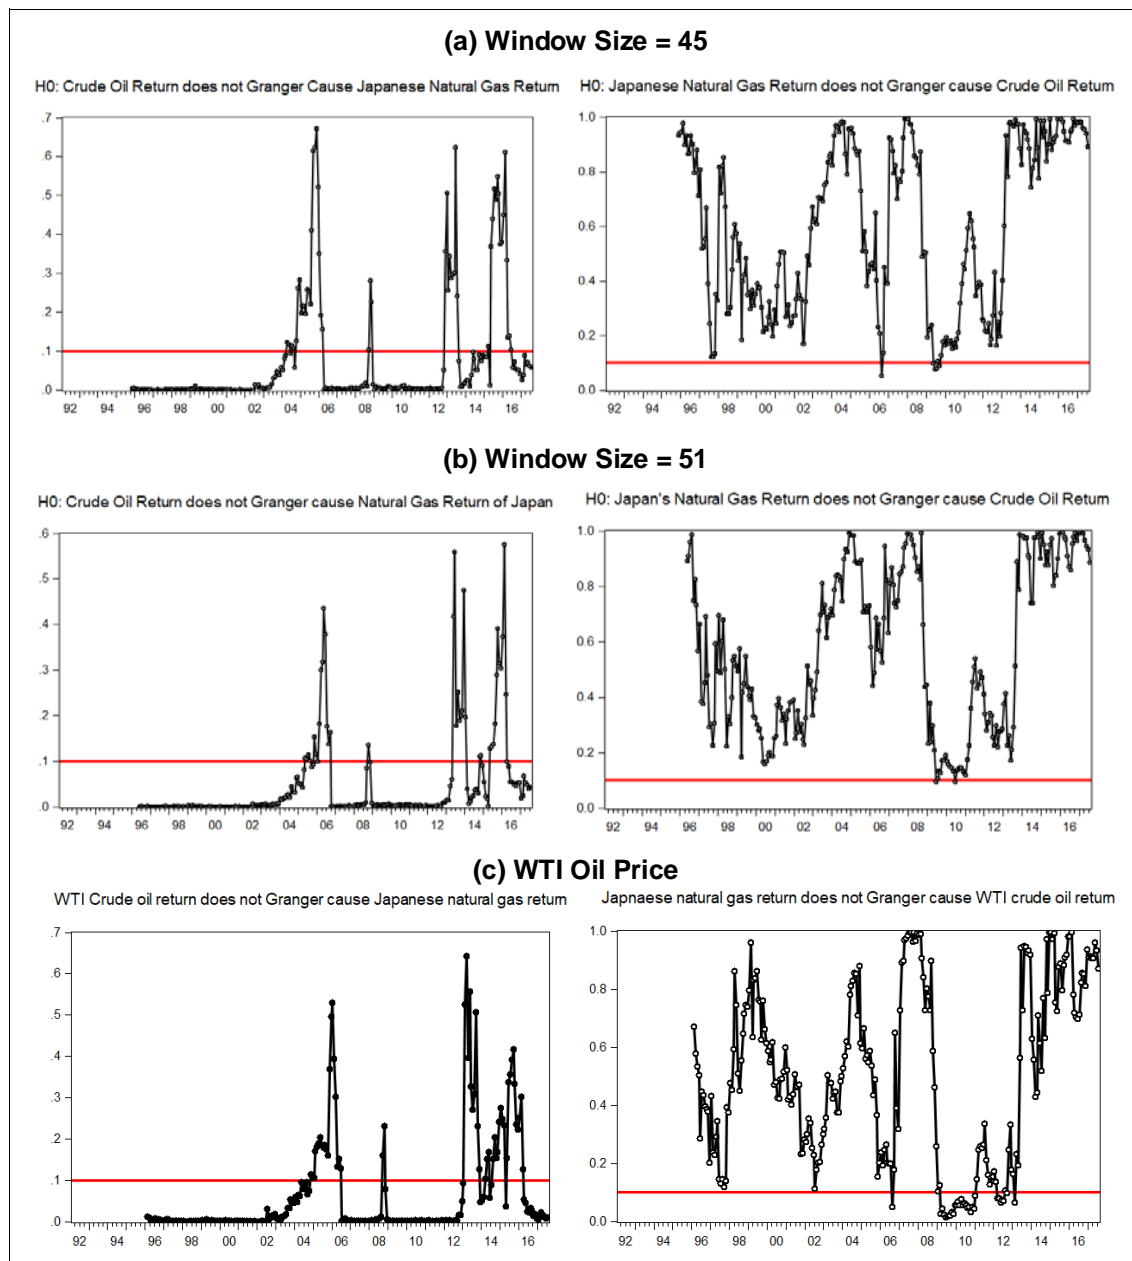 (a) Window Size = 45
H0: Crude Oil Return does not Granger Cause Japanese Natural Gas Return
.7
.6
.5
.4
.3
.2
.1
.0
92 94 96 98 00 02 04 06 08 10 12 14 16
H0: Japanese Natural Gas Return does not Granger cause Crude Oil Return
1.0
0.8
0.6
0.4
0.2
0.0
92 94 96 98 00 02 04 06 08 10 12 14 16
(b) Window Size = 51
H0: Crude Oil Return does not Granger cause Natural Gas Return of Japan
.6
.5
.4
.3
.2
.1
.0
92 94 96 98 00 02 04 06 08 10 12 14 16
H0: Japan's Natural Gas Return does not Granger cause Crude Oil Return
1.0
0.8
0.6
0.4
0.2
0.0
92 94 96 98 00 02 04 06 08 10 12 14 16
(c) WTI Oil Price
WTI Crude oil return does not Granger cause Japanese natural gas return
.7
.6
.5
.4
.3
.2
.1
.0
92 94 96 98 00 02 04 06 08 10 12 14 16
Japnaese natural gas return does not Granger cause WTI crude oil return
1.0
0.8
0.6
0.4
0.2
0.0
92 94 96 98 00 02 04 06 08 10 12 14 16